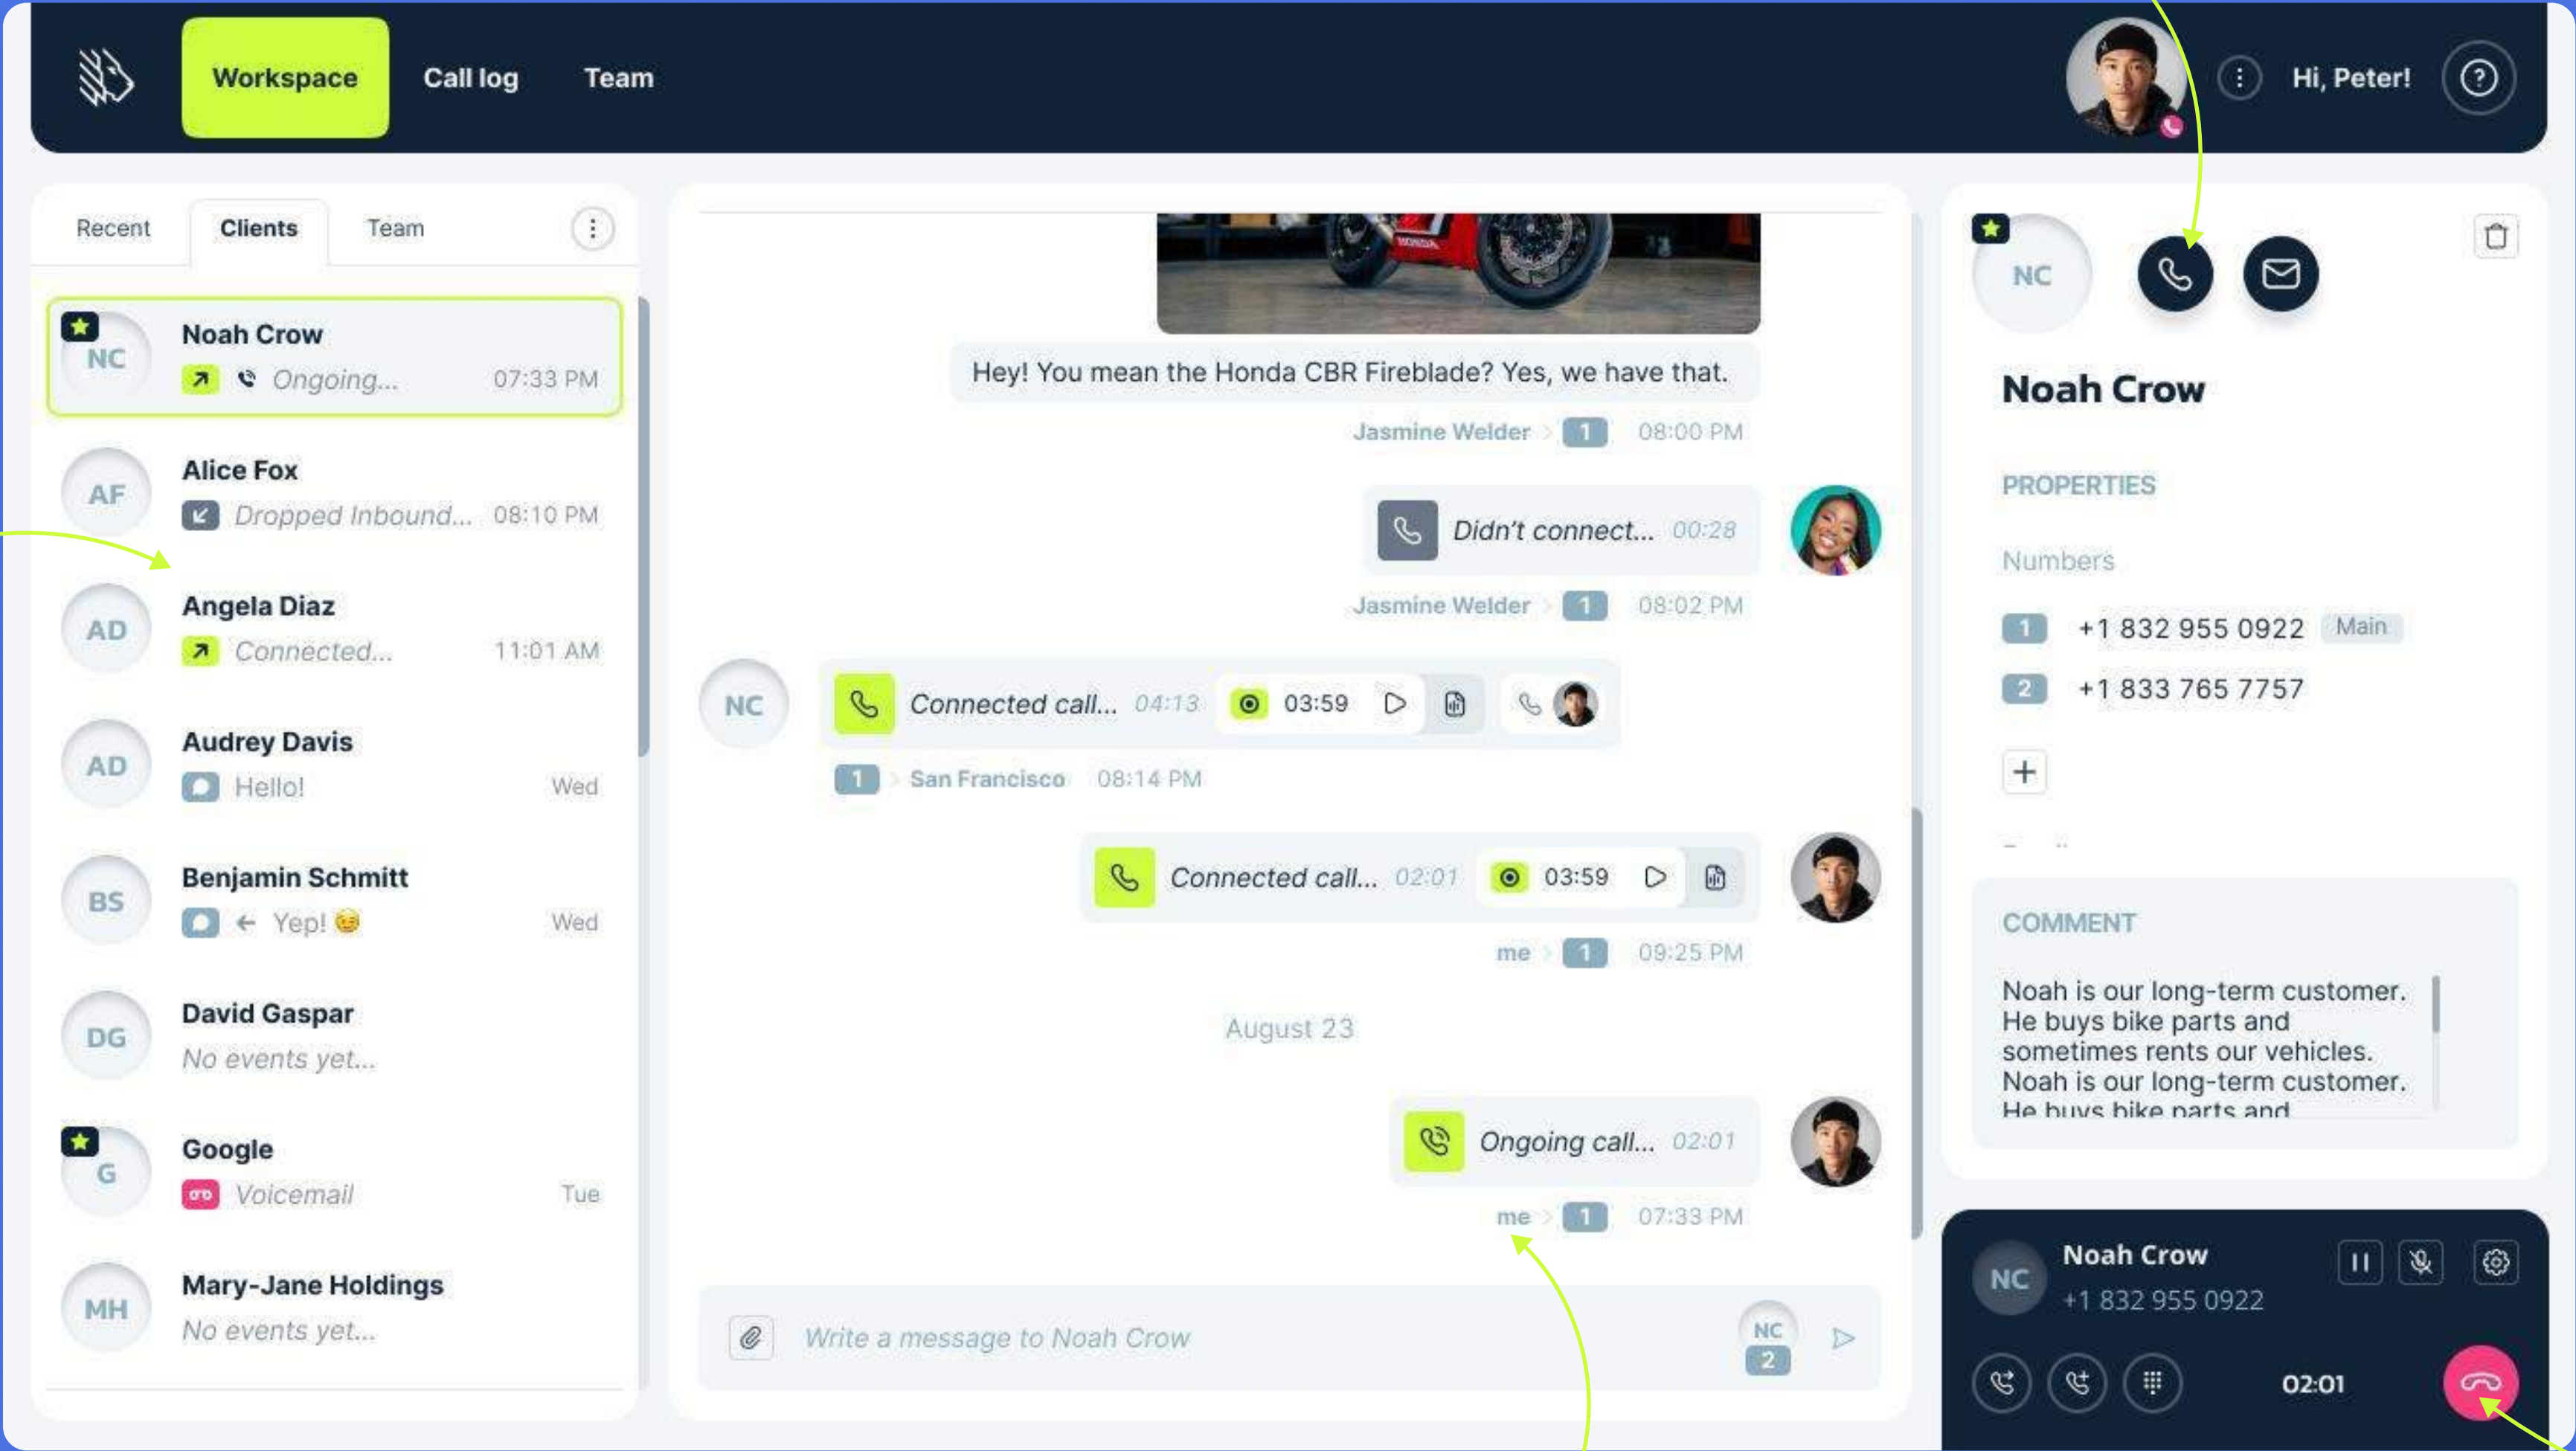 Workspace
Call log
Team
Hi, Peter!
Recent
Clients
Team
NC
Noah Crow
Ongoing...
07:33 PM
AF
Alice Fox
Dropped Inbound...
08:10 PM
AD
Angela Diaz
Connected...
11:01 AM
AD
Audrey Davis
Hello!
Wed
BS
Benjamin Schmitt
Yep! 😉
Wed
DG
David Gaspar
No events yet...
G
Google
Voicemail
Tue
MH
Mary-Jane Holdings
No events yet...
HONDA
Hey! You mean the Honda CBR Fireblade? Yes, we have that.
Jasmine Welder > 1 08:00 PM
Didn't connect... 00:28
Jasmine Welder > 1 08:02 PM
NC
Connected call... 04:13
03:59
1 > San Francisco 08:14 PM
Connected call... 02:01
03:59
me > 1 09:25 PM
August 23
Ongoing call... 02:01
me > 1 07:33 PM
Write a message to Noah Crow
NC
2
NC
Noah Crow
PROPERTIES
Numbers
1 +1 832 955 0922 Main
2 +1 833 765 7757
COMMENT
Noah is our long-term customer.
He buys bike parts and
sometimes rents our vehicles.
Noah is our long-term customer.
He buys bike parts and
NC
Noah Crow
+1 832 955 0922
02:01